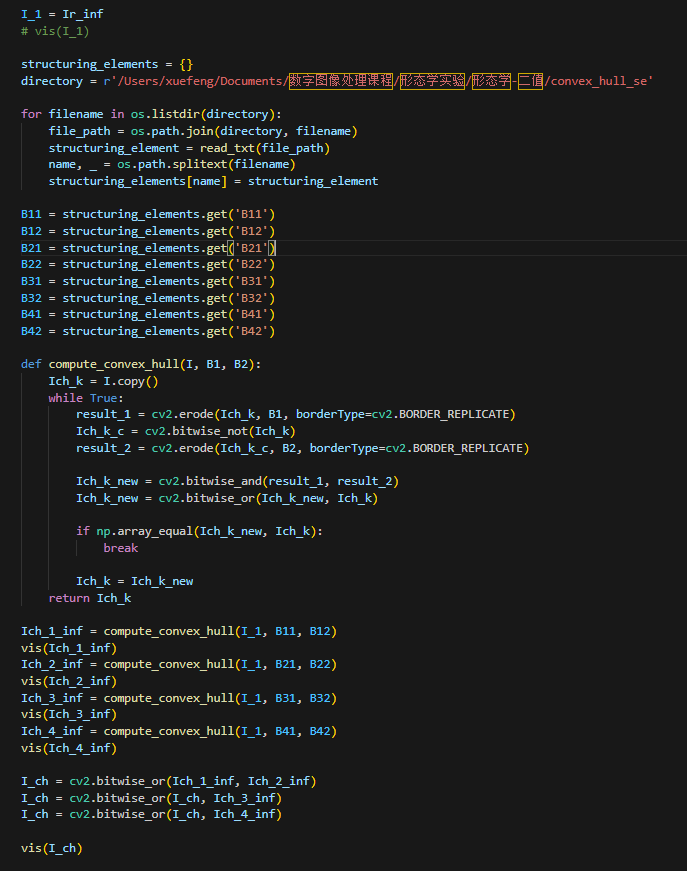 I_1 = Ir_inf
# vis(I_1)
structuring_elements = {}
directory = r'/Users/xuefeng/Documents/数字图像处理课程/形态学实验/形态学-二值/convex_hull_se'
for filename in os.listdir(directory):
    file_path = os.path.join(directory, filename)
    structuring_element = read_txt(file_path)
    name, _ = os.path.splitext(filename)
    structuring_elements[name] = structuring_element
B11 = structuring_elements.get('B11')
B12 = structuring_elements.get('B12')
B21 = structuring_elements.get('B21')
B22 = structuring_elements.get('B22')
B31 = structuring_elements.get('B31')
B32 = structuring_elements.get('B32')
B41 = structuring_elements.get('B41')
B42 = structuring_elements.get('B42')
def compute_convex_hull(I, B1, B2):
    Ich_k = I.copy()
    while True:
        result_1 = cv2.erode(Ich_k, B1, borderType=cv2.BORDER_REPLICATE)
        Ich_k_c = cv2.bitwise_not(Ich_k)
        result_2 = cv2.erode(Ich_k_c, B2, borderType=cv2.BORDER_REPLICATE)
        Ich_k_new = cv2.bitwise_and(result_1, result_2)
        Ich_k_new = cv2.bitwise_or(Ich_k_new, Ich_k)
        if np.array_equal(Ich_k_new, Ich_k):
            break
        Ich_k = Ich_k_new
    return Ich_k
Ich_1_inf = compute_convex_hull(I_1, B11, B12)
vis(Ich_1_inf)
Ich_2_inf = compute_convex_hull(I_1, B21, B22)
vis(Ich_2_inf)
Ich_3_inf = compute_convex_hull(I_1, B31, B32)
vis(Ich_3_inf)
Ich_4_inf = compute_convex_hull(I_1, B41, B42)
vis(Ich_4_inf)
I_ch = cv2.bitwise_or(Ich_1_inf, Ich_2_inf)
I_ch = cv2.bitwise_or(I_ch, Ich_3_inf)
I_ch = cv2.bitwise_or(I_ch, Ich_4_inf)
vis(I_ch)